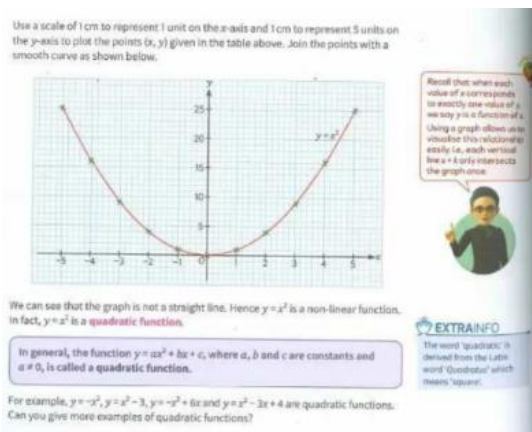 Use a scale of 1 cm to represent 1 unit on the x-axis and 1 cm to represent 5 units on
the y-axis to plot the points (x, y) given in the table above. Join the points with a
smooth curve as shown below.
y
25
20
15
10
5
y = x²
-5 -4 -3 -2 -1 0 1 2 3 4 5 x
Recall that when each
value of x corresponds
to exactly one value of y,
we say y is a function of x.
Using a graph allows us to
visualise this relationship
easily, i.e. each vertical
line x = k only intersects
the graph once.
We can see that the graph is not a straight line. Hence y = x² is a non-linear function.
In fact, y = x² is a quadratic function.
In general, the function y = ax² + bx + c, where a, b and c are constants and
a ≠ 0, is called a quadratic function.
For example, y = -x², y = x² - 3, y = -x² + 6x and y = x² - 3x + 4 are quadratic functions.
Can you give more examples of quadratic functions?
EXTRAINFO
The word 'quadratic' is
derived from the Latin
word 'Quadratus' which
means 'square'.